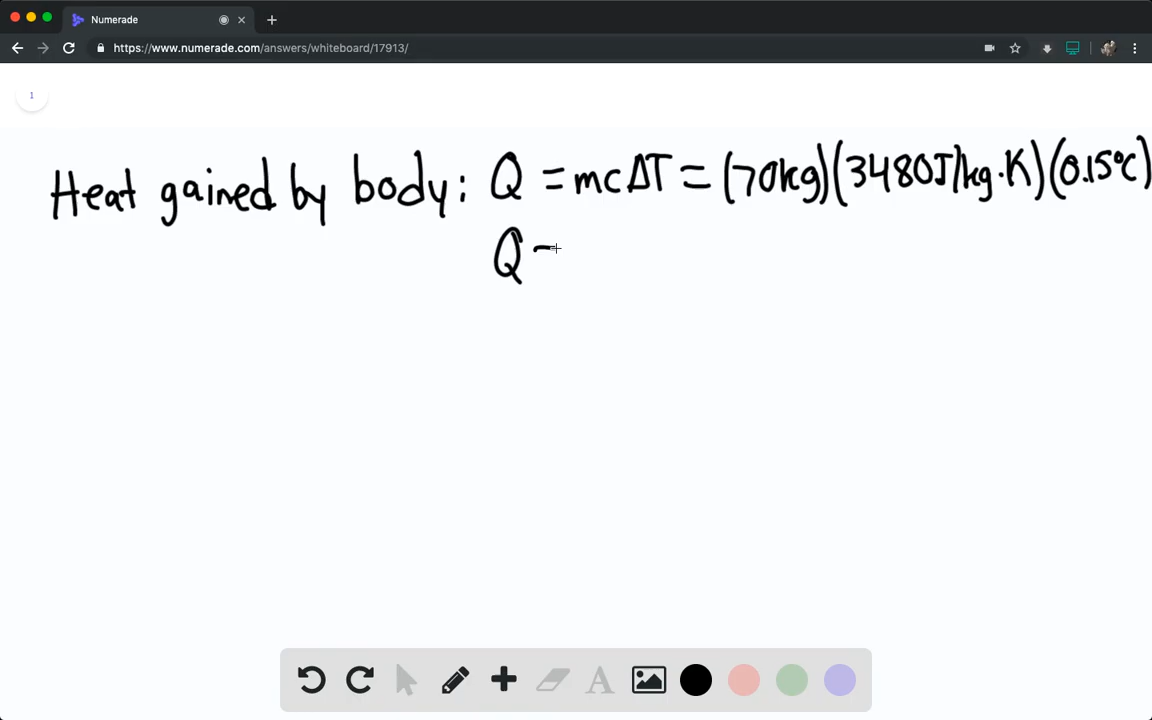 Numerade
https://www.numerade.com/answers/whiteboard/17913/
1
Heat gained by body: Q = mcΔT = (70kg)(3480J/kg·K)(0.15°C)
Q -
A